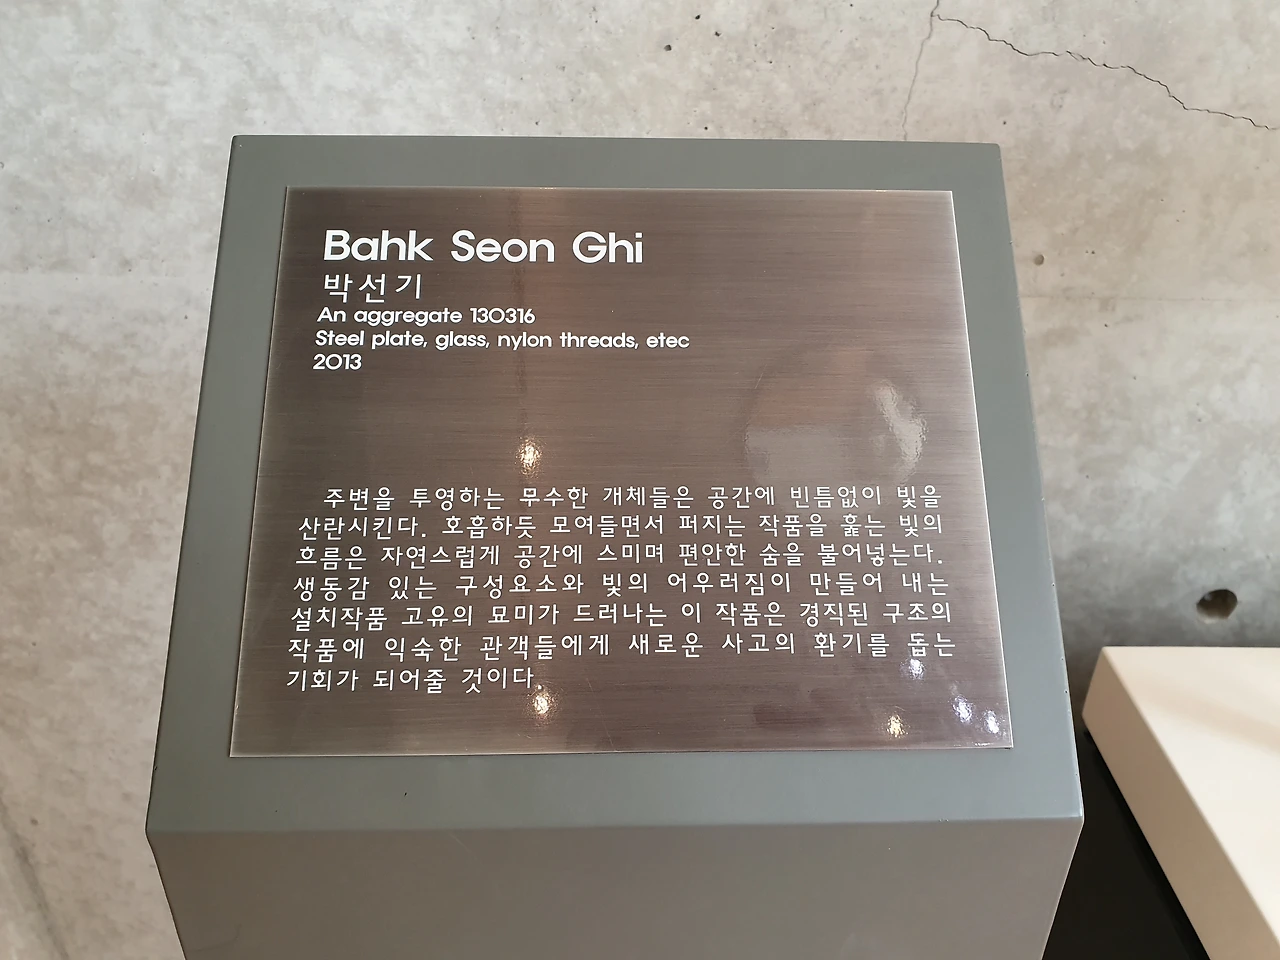 Bahk Seon Ghi
박선기
An aggregate 130316
Steel plate, glass, nylon threads, etec
2013
주변을 투영하는 무수한 개체들은 공간에 빈틈없이 빛을
산란시킨다. 호흡하듯 모여들면서 퍼지는 작품을 훑는 빛의
흐름은 자연스럽게 공간에 스미며 편안한 숨을 불어넣는다.
생동감 있는 구성요소와 빛의 어우러짐이 만들어 내는
설치작품 고유의 묘미가 드러나는 이 작품은 경직된 구조의
작품에 익숙한 관객들에게 새로운 사고의 환기를 돕는
기회가 되어줄 것이다.